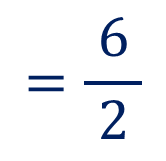 = 6/2